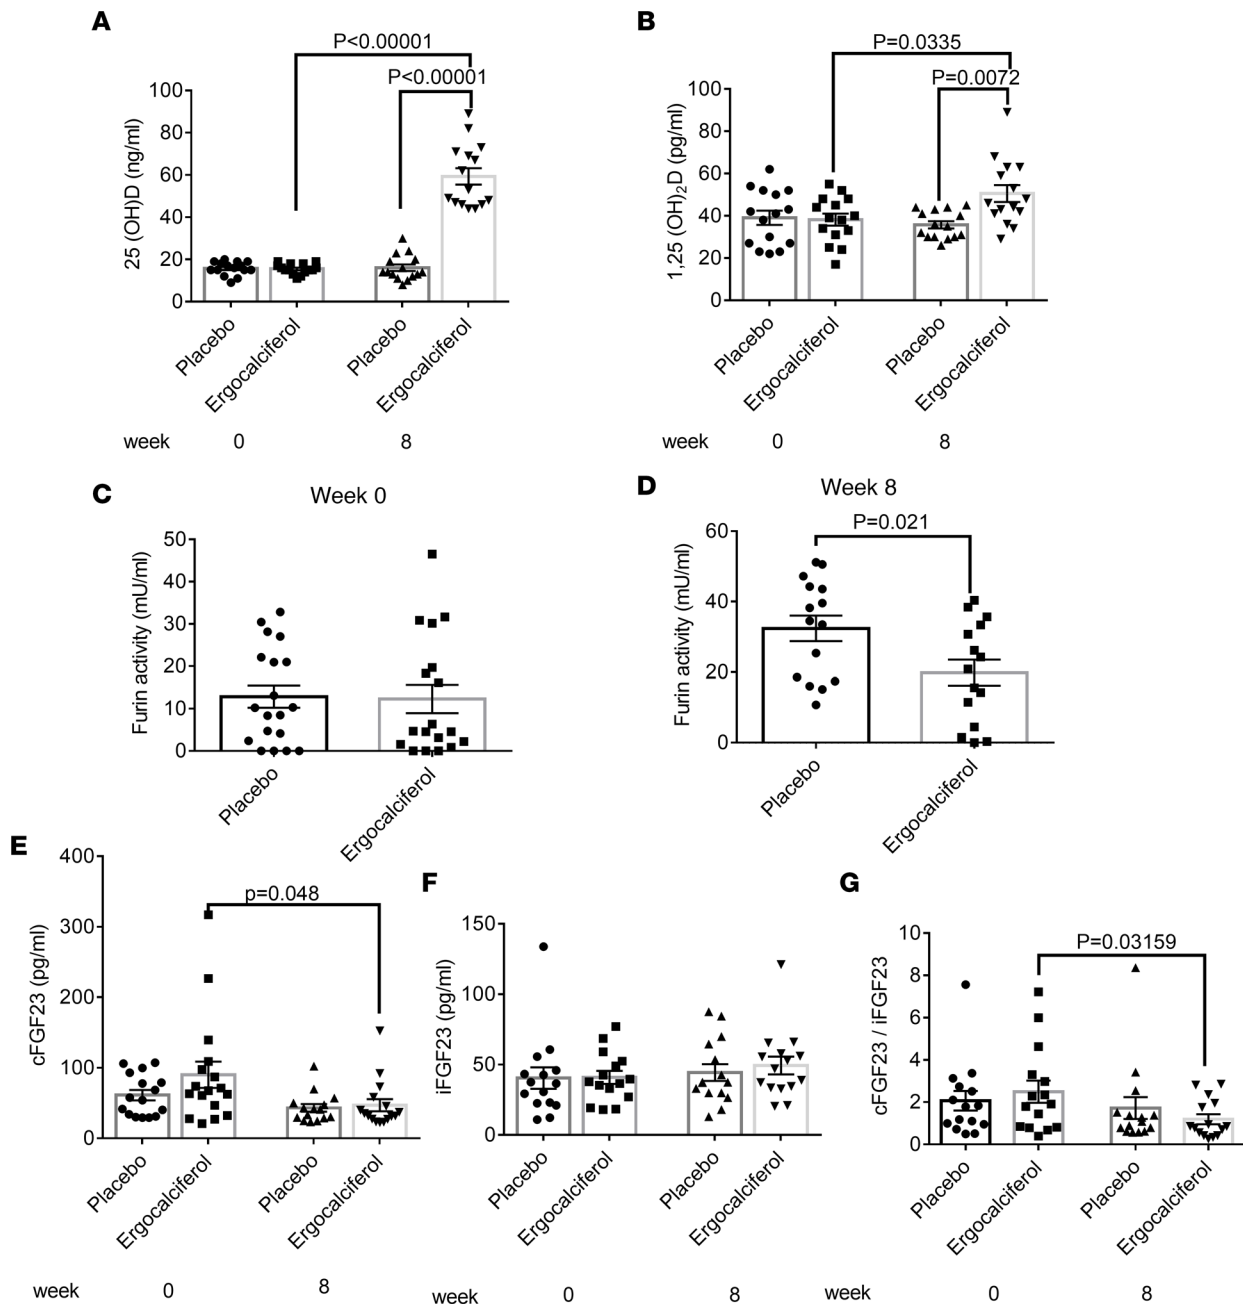 A
P<0.00001
P<0.00001
25 (OH)D (ng/ml)
100
80
60
40
20
0
Placebo
Ergocalciferol
Placebo
Ergocalciferol
week 0 8
B
P=0.0335
P=0.0072
1,25 (OH)₂D (pg/ml)
100
80
60
40
20
0
Placebo
Ergocalciferol
Placebo
Ergocalciferol
week 0 8
C
Week 0
Furin activity (mU/ml)
50
40
30
20
10
0
Placebo
Ergocalciferol
D
Week 8
P=0.021
Furin activity (mU/ml)
60
40
20
0
Placebo
Ergocalciferol
E
p=0.048
cFGF23 (pg/ml)
400
300
200
100
0
Placebo
Ergocalciferol
Placebo
Ergocalciferol
week 0 8
F
iFGF23 (pg/ml)
150
100
50
0
Placebo
Ergocalciferol
Placebo
Ergocalciferol
week 0 8
G
P=0.03159
cFGF23 / iFGF23
10
8
6
4
2
0
Placebo
Ergocalciferol
Placebo
Ergocalciferol
week 0 8